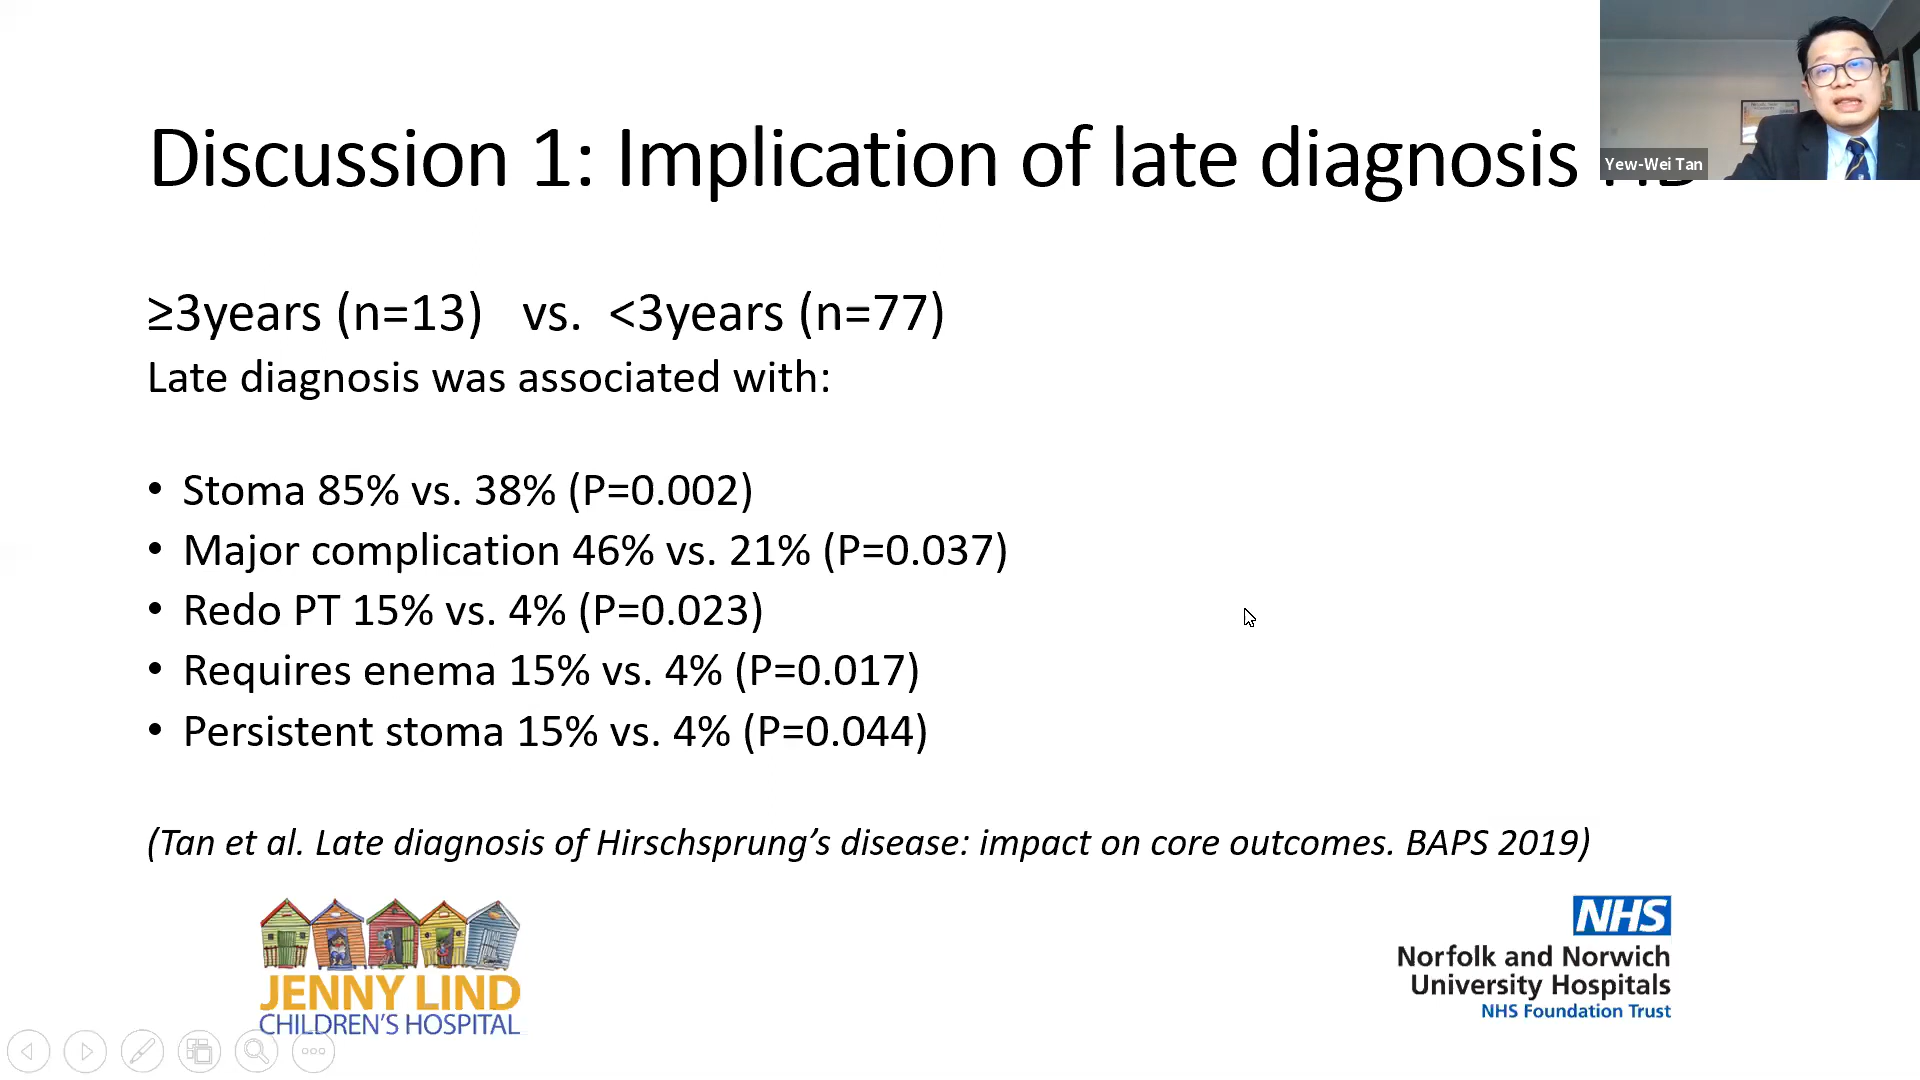 Discussion 1: Implication of late diagnosis
Yew-Wei Tan
≥3years (n=13) vs. <3years (n=77)
Late diagnosis was associated with:
• Stoma 85% vs. 38% (P=0.002)
• Major complication 46% vs. 21% (P=0.037)
• Redo PT 15% vs. 4% (P=0.023)
• Requires enema 15% vs. 4% (P=0.017)
• Persistent stoma 15% vs. 4% (P=0.044)
(Tan et al. Late diagnosis of Hirschsprung’s disease: impact on core outcomes. BAPS 2019)
JENNY LIND
CHILDREN'S HOSPITAL
NHS
Norfolk and Norwich
University Hospitals
NHS Foundation Trust